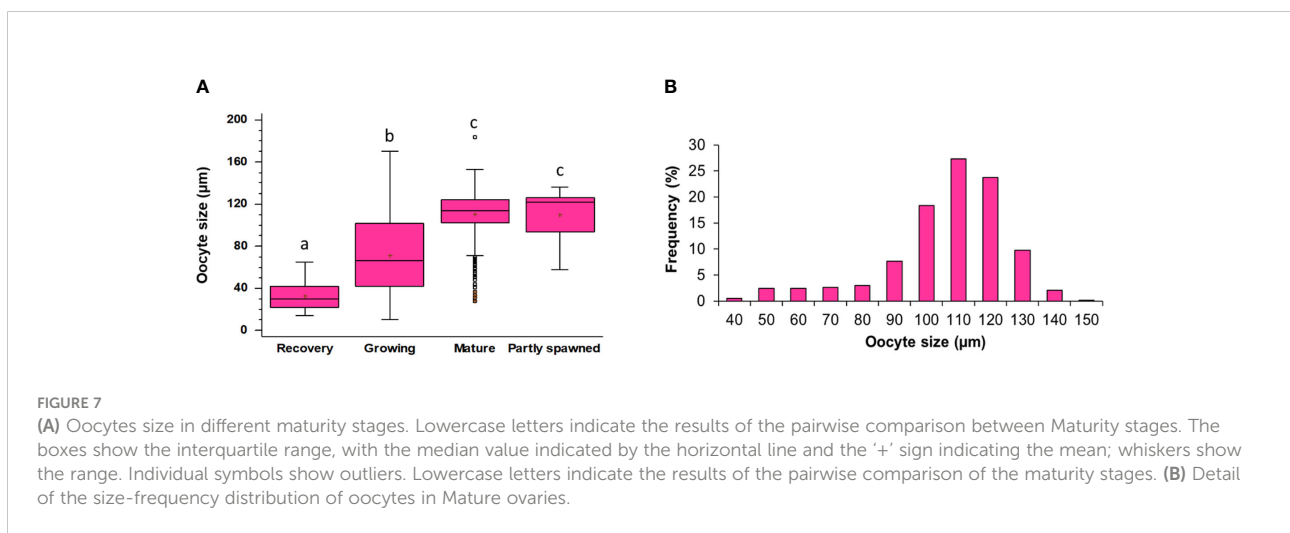 A
B
200
160
120
80
40
0
Oocyte size (µm)
a
b
c
c
Recovery Growing Mature Partly spawned
30
25
20
15
10
5
0
Frequency (%)
40 50 60 70 80 90 100 110 120 130 140 150
Oocyte size (µm)
FIGURE 7
(A) Oocytes size in different maturity stages. Lowercase letters indicate the results of the pairwise comparison between Maturity stages. The
boxes show the interquartile range, with the median value indicated by the horizontal line and the ‘+’ sign indicating the mean; whiskers show
the range. Individual symbols show outliers. Lowercase letters indicate the results of the pairwise comparison of the maturity stages. (B) Detail
of the size-frequency distribution of oocytes in Mature ovaries.